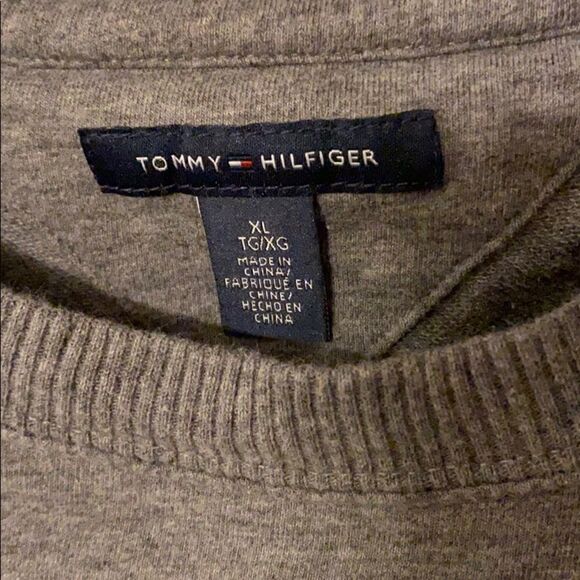 TOMMY HILFIGER
XL
TG/XG
MADE IN
CHINA/
FABRIQUÉ EN
CHINE/
HECHO EN
CHINA